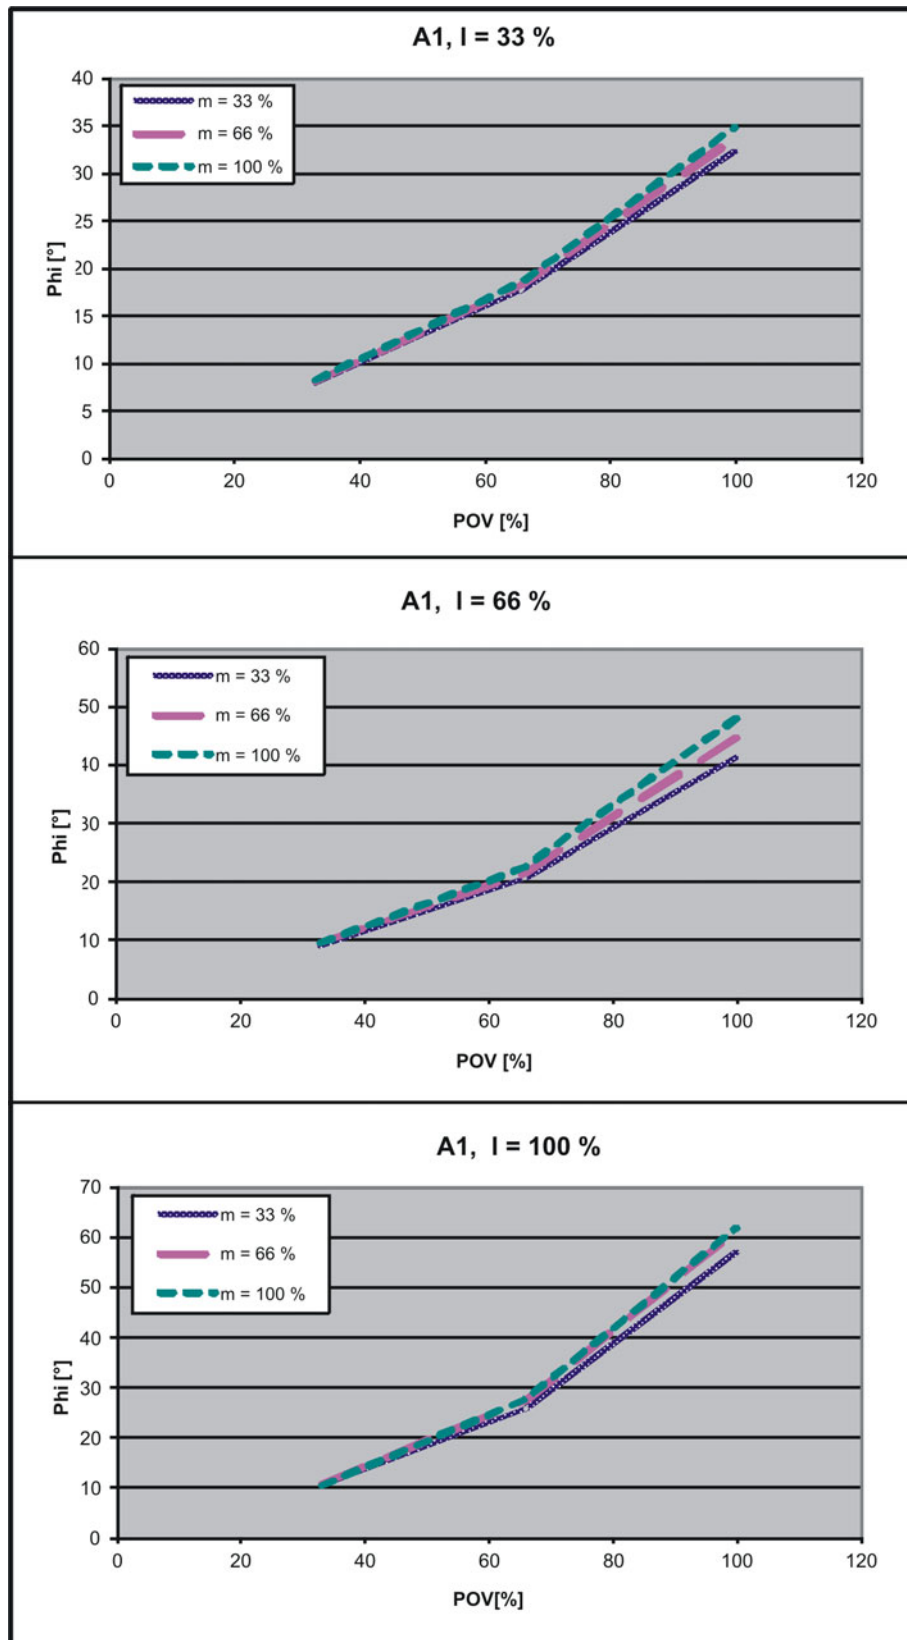 A1, l = 33 %
40
35
30
25
20
15
10
5
0
m = 33 %
m = 66 %
m = 100 %
Phi [°]
0 20 40 60 80 100 120
POV [%]
A1, l = 66 %
60
50
40
30
20
10
0
m = 33 %
m = 66 %
m = 100 %
Phi [°]
0 20 40 60 80 100 120
POV [%]
A1, l = 100 %
70
60
50
40
30
20
10
0
m = 33 %
m = 66 %
m = 100 %
Phi [°]
0 20 40 60 80 100 120
POV[%]